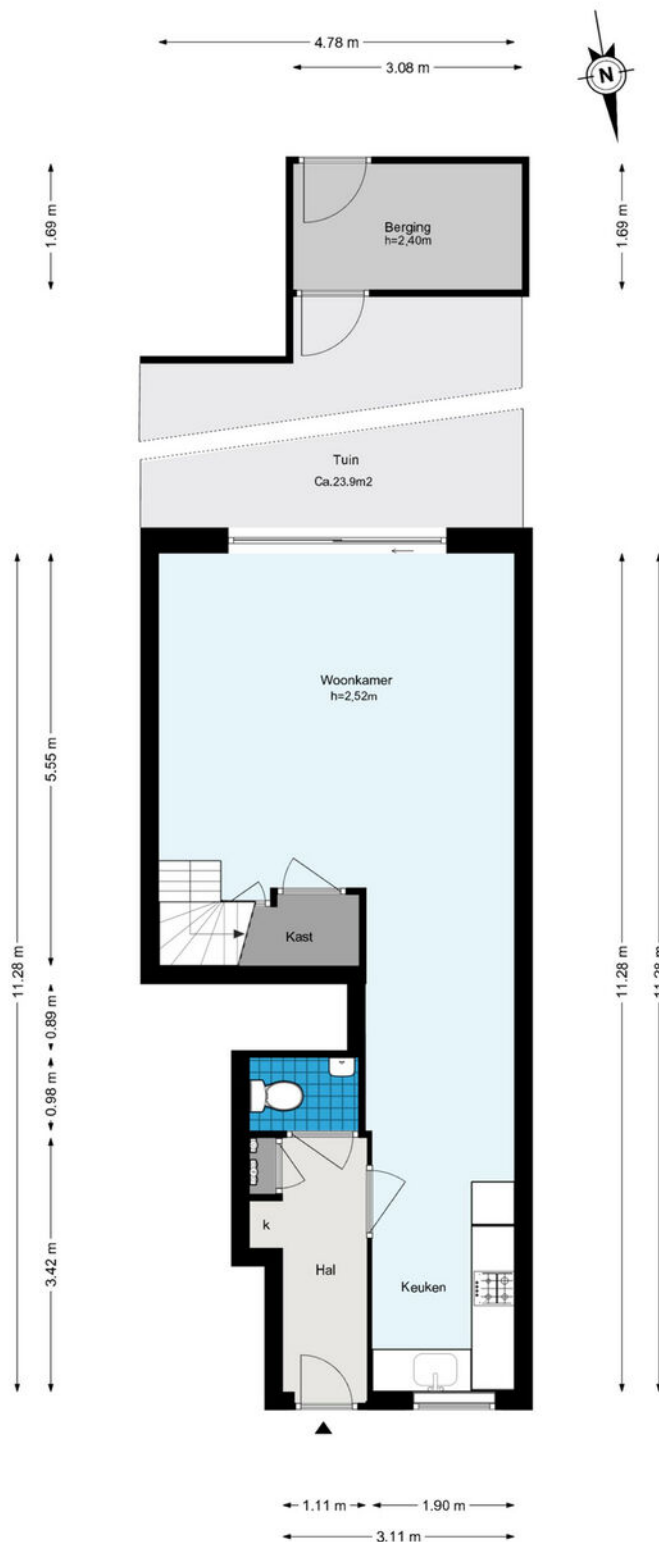 4.78 m
3.08 m
N
1.69 m
1.69 m
Berging
h=2,40m
Tuin
Ca.23.9m2
Woonkamer
h=2,52m
5.55 m
11.28 m
11.28 m
11.28 m
Kast
0.89 m
0.98 m
3.42 m
k
Hal
Keuken
1.11 m
1.90 m
3.11 m